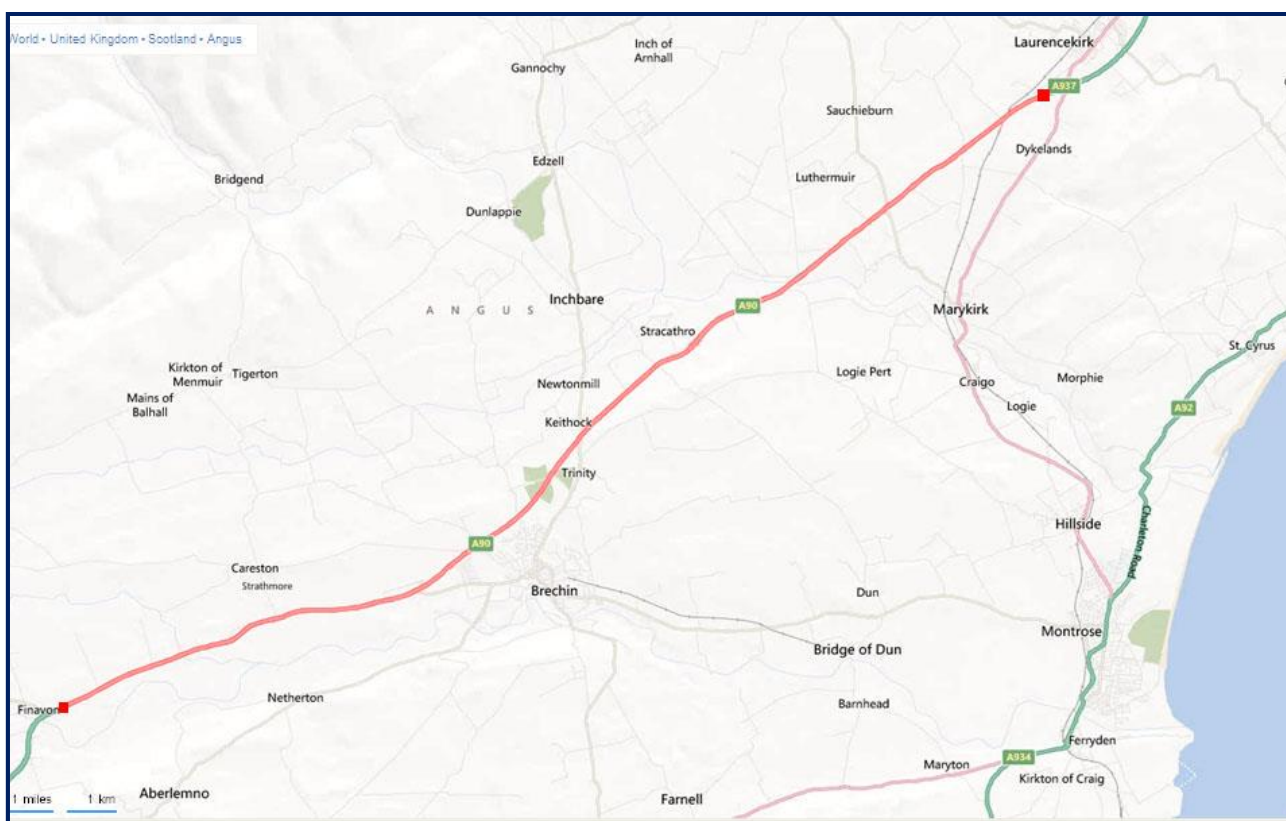 World • United Kingdom • Scotland • Angus
Laurencekirk
Inch of
Arnhall
Gannochy
A937
Sauchieburn
Dykelands
Edzell
Bridgend
Luthermuir
Dunlappie
Inchbare
ANGUS
A90
Marykirk
Stracathro
St. Cyrus
Kirkton of
Menmuir
Tigerton
Logie Pert
Newtonmill
Craigo
Morphie
Mains of
Balhall
Logie
A92
Keithock
Trinity
Hillside
Charleton Road
A90
Careston
Strathmore
Brechin
Dun
Montrose
Bridge of Dun
Netherton
Barnhead
Finavon
Ferryden
A934
Maryton
Kirkton of Craig
1 miles
1 km
Aberlemno
Farnell